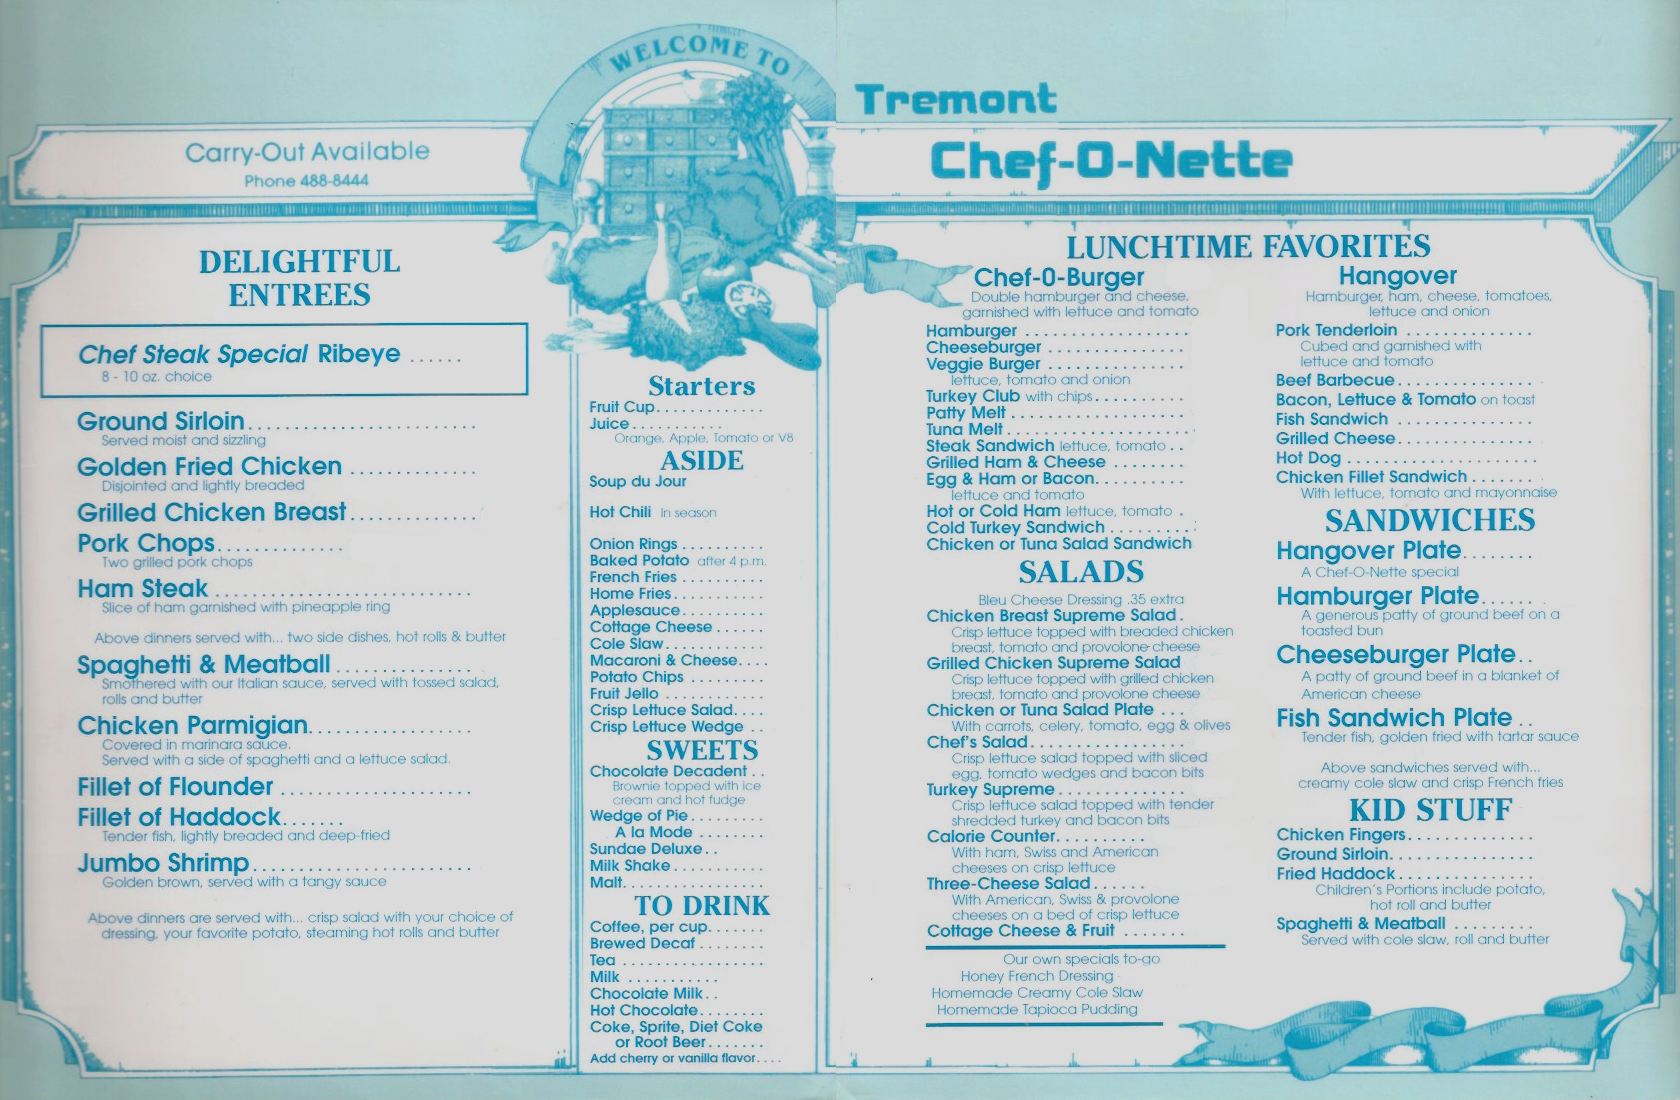 WELCOME TO
Tremont
Chef-O-Nette
Carry-Out Available
Phone 488-8444
DELIGHTFUL
ENTREES
Chef Steak Special Ribeye ......
8 - 10 oz. choice
Ground Sirloin........................
Served moist and sizzling
Golden Fried Chicken .............
Disjointed and lightly breaded
Grilled Chicken Breast.............
Pork Chops.............
Two grilled pork chops
Ham Steak ..........................
Slice of ham garnished with pineapple ring
Above dinners served with... two side dishes, hot rolls & butter
Spaghetti & Meatball ..............
Smothered with our Italian sauce, served with tossed salad,
rolls and butter
Chicken Parmigian.................
Covered in marinara sauce.
Served with a side of spaghetti and a lettuce salad.
Fillet of Flounder ....................
Fillet of Haddock.......
Tender fish, lightly breaded and deep-fried
Jumbo Shrimp.......................
Golden brown, served with a tangy sauce
Above dinners are served with... crisp salad with your choice of
dressing, your favorite potato, steaming hot rolls and butter
Starters
Fruit Cup.............
Juice...........
Orange, Apple, Tomato or V8
ASIDE
Soup du Jour
Hot Chili In season
Onion Rings ..........
Baked Potato after 4 p.m.
French Fries ..........
Home Fries...........
Applesauce..........
Cottage Cheese ......
Cole Slaw............
Macaroni & Cheese....
Potato Chips .........
Fruit Jello ............
Crisp Lettuce Salad....
Crisp Lettuce Wedge ..
SWEETS
Chocolate Decadent ..
Brownie topped with ice
cream and hot fudge
Wedge of Pie.........
A la Mode ........
Sundae Deluxe..
Milk Shake...........
Malt.................
TO DRINK
Coffee, per cup.......
Brewed Decaf ........
Tea .................
Milk ...........
Chocolate Milk..
Hot Chocolate........
Coke, Sprite, Diet Coke
or Root Beer.......
Add cherry or vanilla flavor....
LUNCHTIME FAVORITES
Chef-O-Burger
Double hamburger and cheese,
garnished with lettuce and tomato
Hamburger ..................
Cheeseburger ...............
Veggie Burger ...............
lettuce, tomato and onion
Turkey Club with chips..........
Patty Melt ...................
Tuna Melt....................
Steak Sandwich lettuce, tomato ..
Grilled Ham & Cheese ........
Egg & Ham or Bacon..........
lettuce and tomato
Hot or Cold Ham lettuce, tomato .
Cold Turkey Sandwich .........
Chicken or Tuna Salad Sandwich
SALADS
Bleu Cheese Dressing .35 extra
Chicken Breast Supreme Salad.
Crisp lettuce topped with breaded chicken
breast, tomato and provolone cheese
Grilled Chicken Supreme Salad
Crisp lettuce topped with grilled chicken
breast, tomato and provolone cheese
Chicken or Tuna Salad Plate ...
With carrots, celery, tomato, egg & olives
Chef's Salad.................
Crisp lettuce salad topped with sliced
egg, tomato wedges and bacon bits
Turkey Supreme..............
Crisp lettuce salad topped with tender
shredded turkey and bacon bits
Calorie Counter..........
With ham, Swiss and American
cheeses on crisp lettuce
Three-Cheese Salad......
With American, Swiss & provolone
cheeses on a bed of crisp lettuce
Cottage Cheese & Fruit .......
Our own specials to-go
Honey French Dressing
Homemade Creamy Cole Slaw
Homemade Tapioca Pudding
Hangover
Hamburger, ham, cheese, tomatoes,
lettuce and onion
Pork Tenderloin .............
Cubed and garnished with
lettuce and tomato
Beef Barbecue..............
Bacon, Lettuce & Tomato on toast
Fish Sandwich ..............
Grilled Cheese..............
Hot Dog ....................
Chicken Fillet Sandwich .......
With lettuce, tomato and mayonnaise
SANDWICHES
Hangover Plate.......
A Chef-O-Nette special
Hamburger Plate......
A generous patty of ground beef on a
toasted bun
Cheeseburger Plate..
A patty of ground beef in a blanket of
American cheese
Fish Sandwich Plate ..
Tender fish, golden fried with tartar sauce
Above sandwiches served with...
creamy cole slaw and crisp French fries
KID STUFF
Chicken Fingers.............
Ground Sirloin...............
Fried Haddock..............
Children's Portions include potato,
hot roll and butter
Spaghetti & Meatball .........
Served with cole slaw, roll and butter